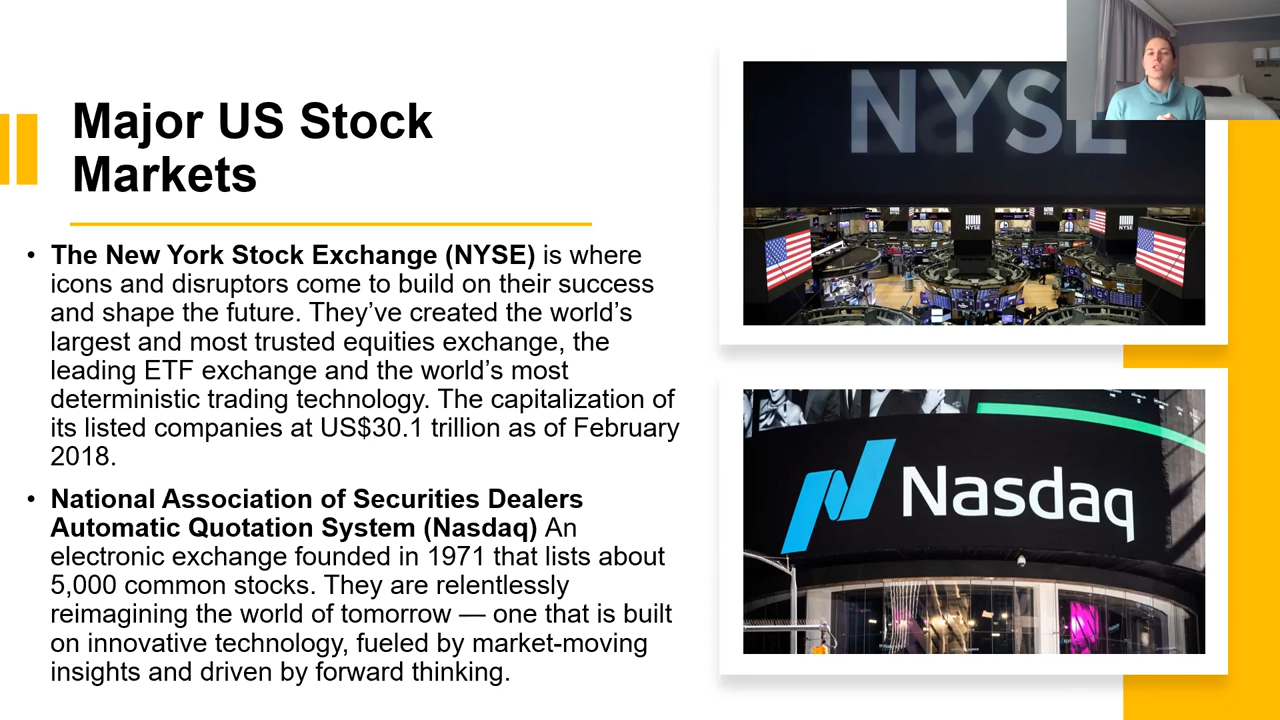 Major US Stock
Markets
• The New York Stock Exchange (NYSE) is where
icons and disruptors come to build on their success
and shape the future. They’ve created the world’s
largest and most trusted equities exchange, the
leading ETF exchange and the world’s most
deterministic trading technology. The capitalization of
its listed companies at US$30.1 trillion as of February
2018.
• National Association of Securities Dealers
Automatic Quotation System (Nasdaq) An
electronic exchange founded in 1971 that lists about
5,000 common stocks. They are relentlessly
reimagining the world of tomorrow — one that is built
on innovative technology, fueled by market-moving
insights and driven by forward thinking.
NYSE
NYSE
NYSE
Nasdaq